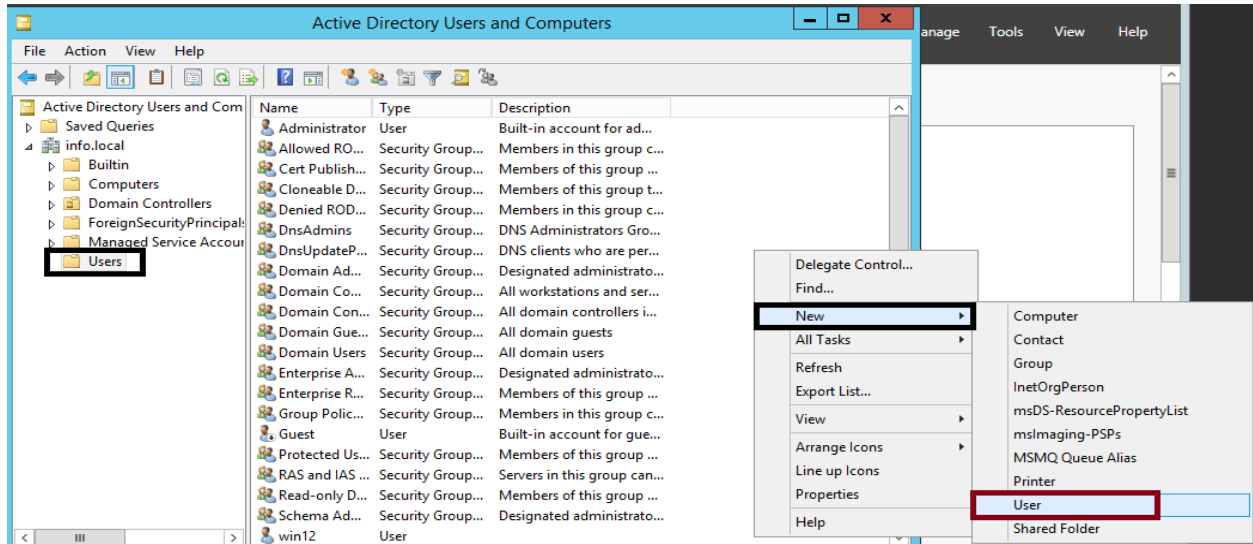 Active Directory Users and Computers
anage Tools View Help
File Action View Help
Active Directory Users and Com
Saved Queries
info.local
Builtin
Computers
Domain Controllers
ForeignSecurityPrincipal:
Managed Service Accour
Users
Name Type Description
Administrator User Built-in account for ad...
Allowed RO... Security Group... Members in this group c...
Cert Publish... Security Group... Members of this group ...
Cloneable D... Security Group... Members of this group t...
Denied ROD... Security Group... Members in this group c...
DnsAdmins Security Group... DNS Administrators Gro...
DnsUpdateP... Security Group... DNS clients who are per...
Domain Ad... Security Group... Designated administrato...
Domain Co... Security Group... All workstations and ser...
Domain Con... Security Group... All domain controllers i...
Domain Gue... Security Group... All domain guests
Domain Users Security Group... All domain users
Enterprise A... Security Group... Designated administrato...
Enterprise R... Security Group... Members of this group ...
Group Polic... Security Group... Members in this group c...
Guest User Built-in account for gue...
Protected Us... Security Group... Members of this group ...
RAS and IAS ... Security Group... Servers in this group can...
Read-only D... Security Group... Members of this group ...
Schema Ad... Security Group... Designated administrato...
win12 User
Delegate Control...
Find...
New
All Tasks
Refresh
Export List...
View
Arrange Icons
Line up Icons
Properties
Help
Computer
Contact
Group
InetOrgPerson
msDS-ResourcePropertyList
msImaging-PSPs
MSMQ Queue Alias
Printer
User
Shared Folder